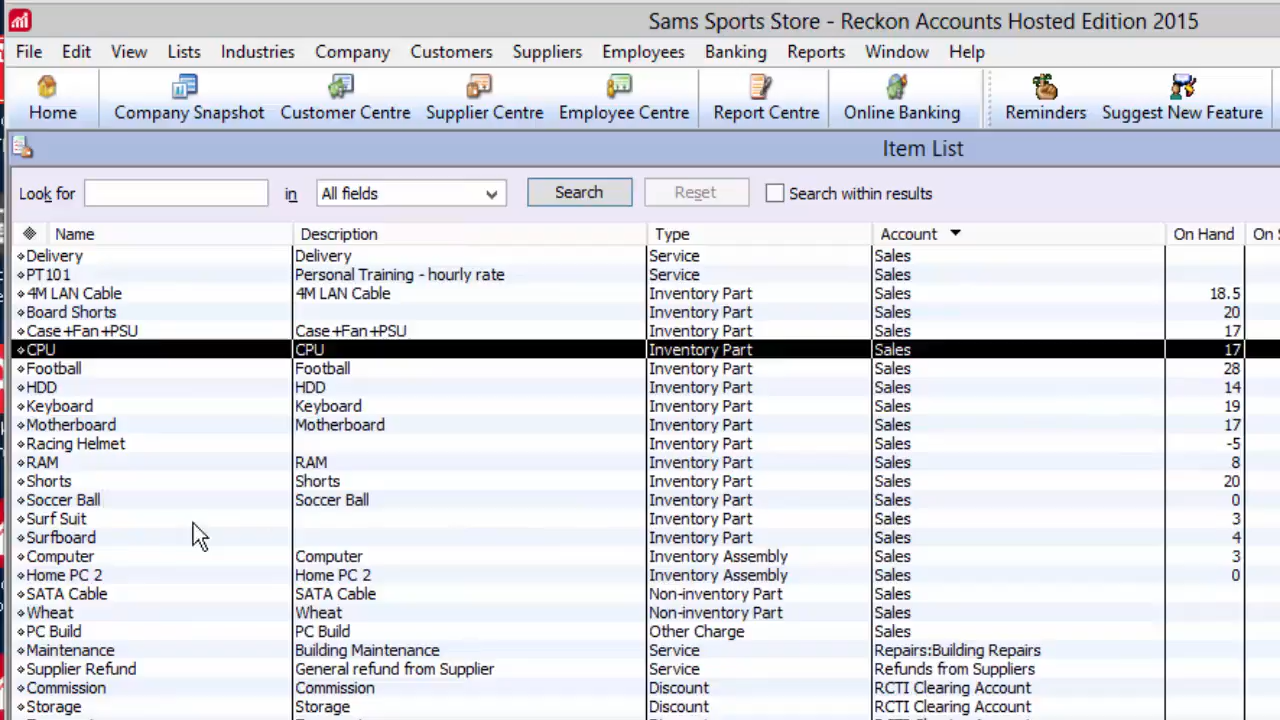 Sams Sports Store - Reckon Accounts Hosted Edition 2015
File Edit View Lists Industries Company Customers Suppliers Employees Banking Reports Window Help
Home Company Snapshot Customer Centre Supplier Centre Employee Centre Report Centre Online Banking Reminders Suggest New Feature
Item List
Look for in All fields Search Reset Search within results
Name Description Type Account On Hand On S
Delivery Delivery Service Sales
PT101 Personal Training - hourly rate Service Sales
4M LAN Cable 4M LAN Cable Inventory Part Sales 18.5
Board Shorts Inventory Part Sales 20
Case+Fan+PSU Case+Fan+PSU Inventory Part Sales 17
CPU CPU Inventory Part Sales 17
Football Football Inventory Part Sales 28
HDD HDD Inventory Part Sales 14
Keyboard Keyboard Inventory Part Sales 19
Motherboard Motherboard Inventory Part Sales 17
Racing Helmet Inventory Part Sales -5
RAM RAM Inventory Part Sales 8
Shorts Shorts Inventory Part Sales 20
Soccer Ball Soccer Ball Inventory Part Sales 0
Surf Suit Inventory Part Sales 3
Surfboard Inventory Part Sales 4
Computer Computer Inventory Assembly Sales 3
Home PC 2 Home PC 2 Inventory Assembly Sales 0
SATA Cable SATA Cable Non-inventory Part Sales
Wheat Wheat Non-inventory Part Sales
PC Build PC Build Other Charge Sales
Maintenance Building Maintenance Service Repairs:Building Repairs
Supplier Refund General refund from Supplier Service Refunds from Suppliers
Commission Commission Discount RCTI Clearing Account
Storage Storage Discount RCTI Clearing Account